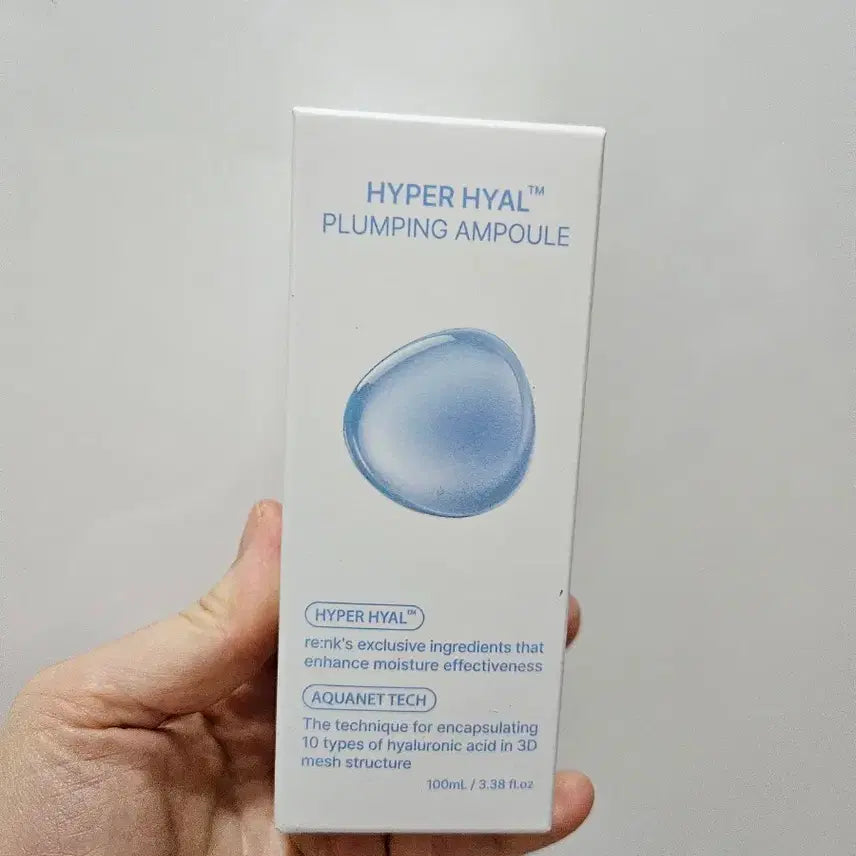 HYPER HYAL™
PLUMPING AMPOULE
HYPER HYAL™
re:nk's exclusive ingredients that
enhance moisture effectiveness
AQUANET TECH
The technique for encapsulating
10 types of hyaluronic acid in 3D
mesh structure
100mL / 3.38 fl.oz